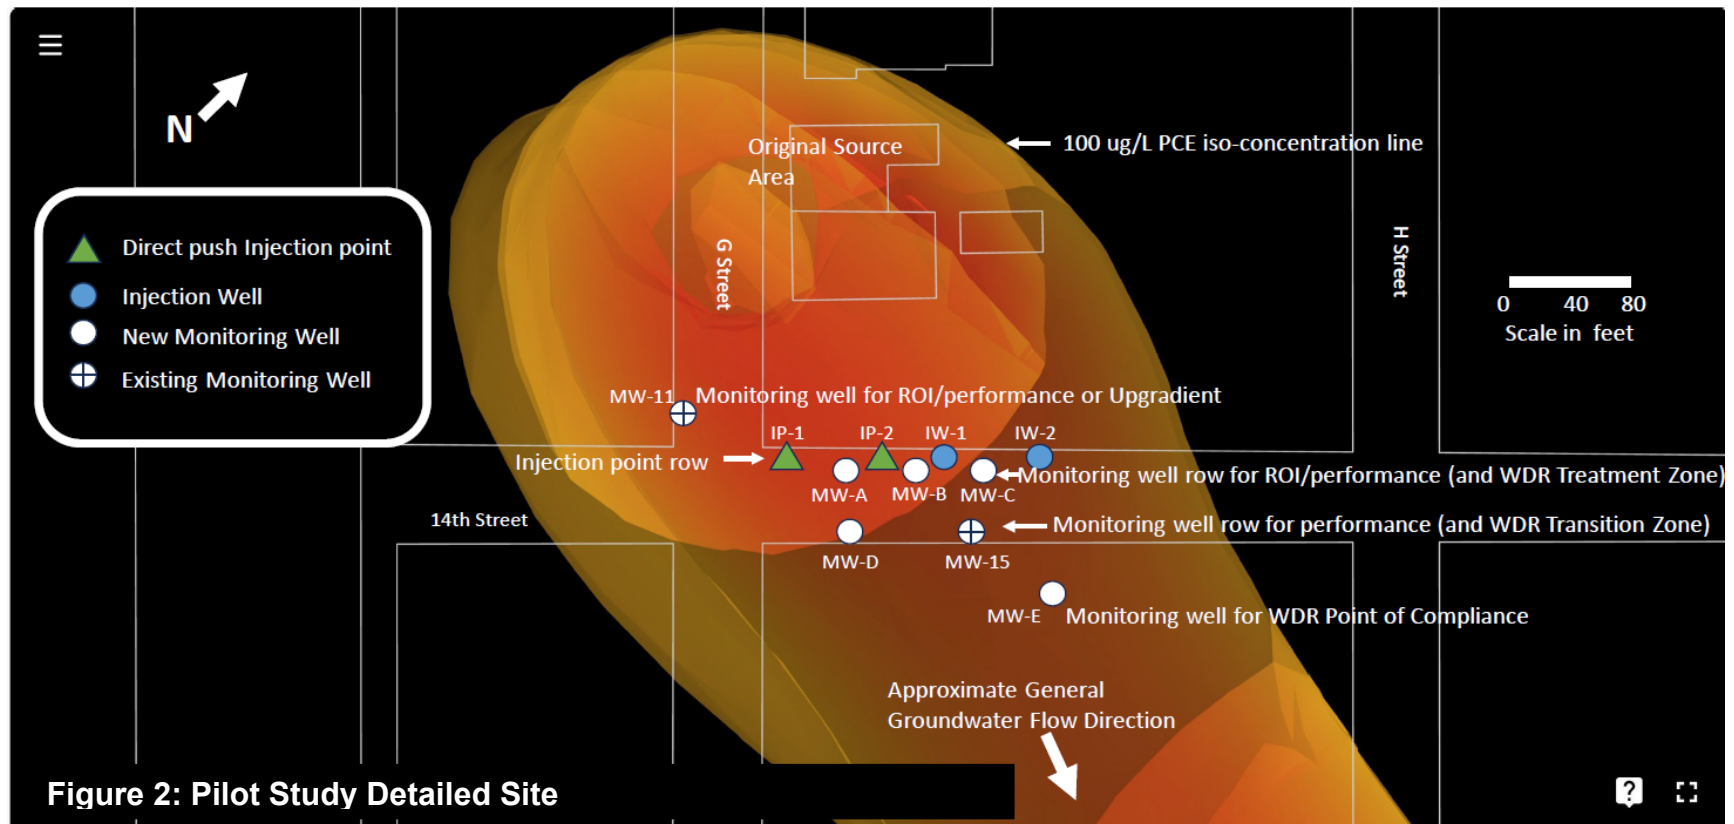 N
Original Source
Area
100 ug/L PCE iso-concentration line
Direct push Injection point
Injection Well
New Monitoring Well
Existing Monitoring Well
G Street
H Street
0 40 80
Scale in feet
MW-11 Monitoring well for ROI/performance or Upgradient
IP-1 IP-2 IW-1 IW-2
Injection point row
Monitoring well row for ROI/performance (and WDR Treatment Zone)
MW-A MW-B MW-C
14th Street
Monitoring well row for performance (and WDR Transition Zone)
MW-D MW-15
MW-E Monitoring well for WDR Point of Compliance
Approximate General
Groundwater Flow Direction
Figure 2: Pilot Study Detailed Site
?